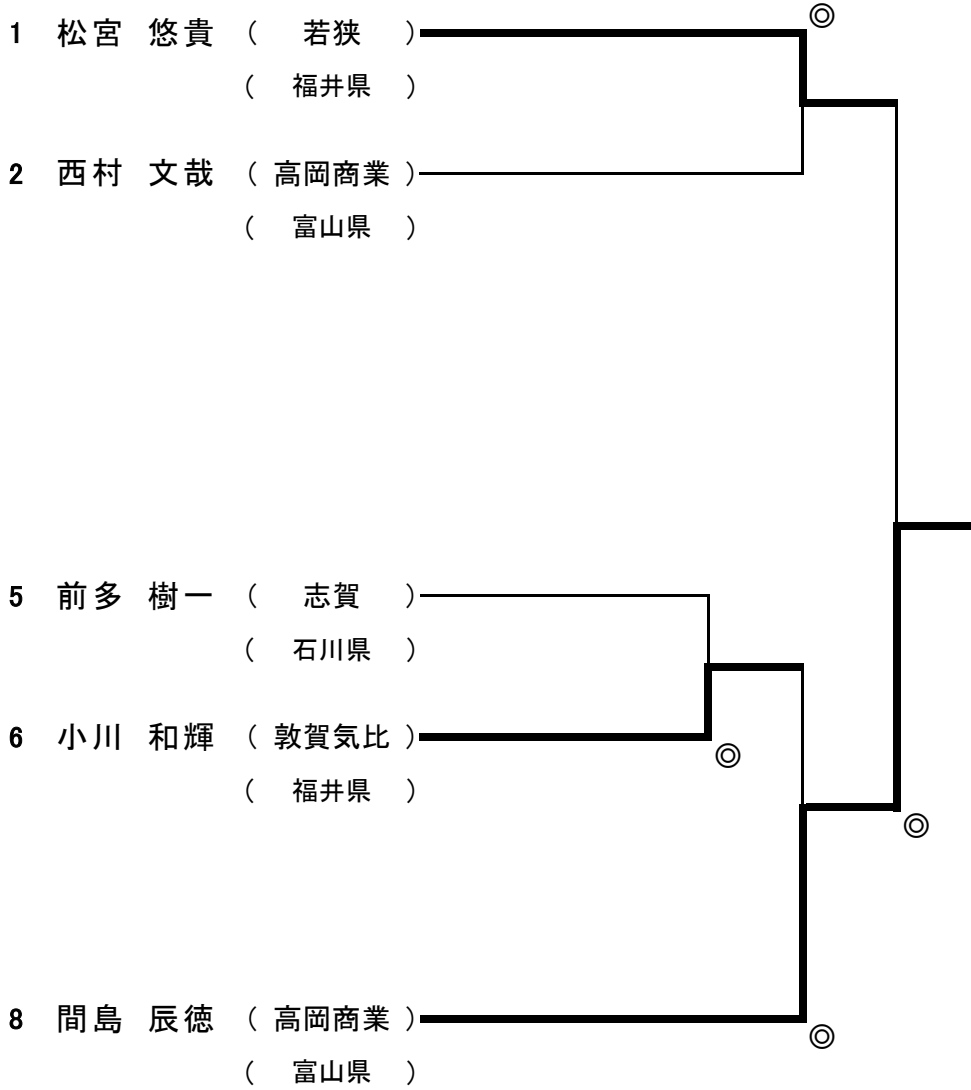 ◎
1 松宮 悠貴 （ 若狭 ）
（ 福井県 ）
2 西村 文哉 （ 高岡商業 ）
（ 富山県 ）
5 前多 樹一 （ 志賀 ）
（ 石川県 ）
6 小川 和輝 （ 敦賀気比 ）
◎
（ 福井県 ）
◎
8 間島 辰徳 （ 高岡商業 ）
◎
（ 富山県 ）